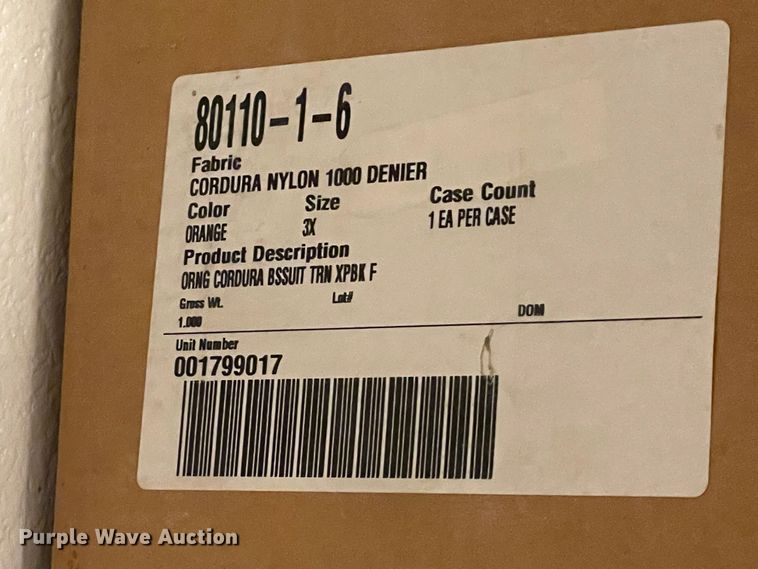 80110-1-6
Fabric
CORDURA NYLON 1000 DENIER
Color Size Case Count
ORANGE 3X 1 EA PER CASE
Product Description
ORNG CORDURA BSSUIT TRN XPBK F
Gross Wt. Lot# DOM
1.000
Unit Number
001799017
Purple Wave Auction